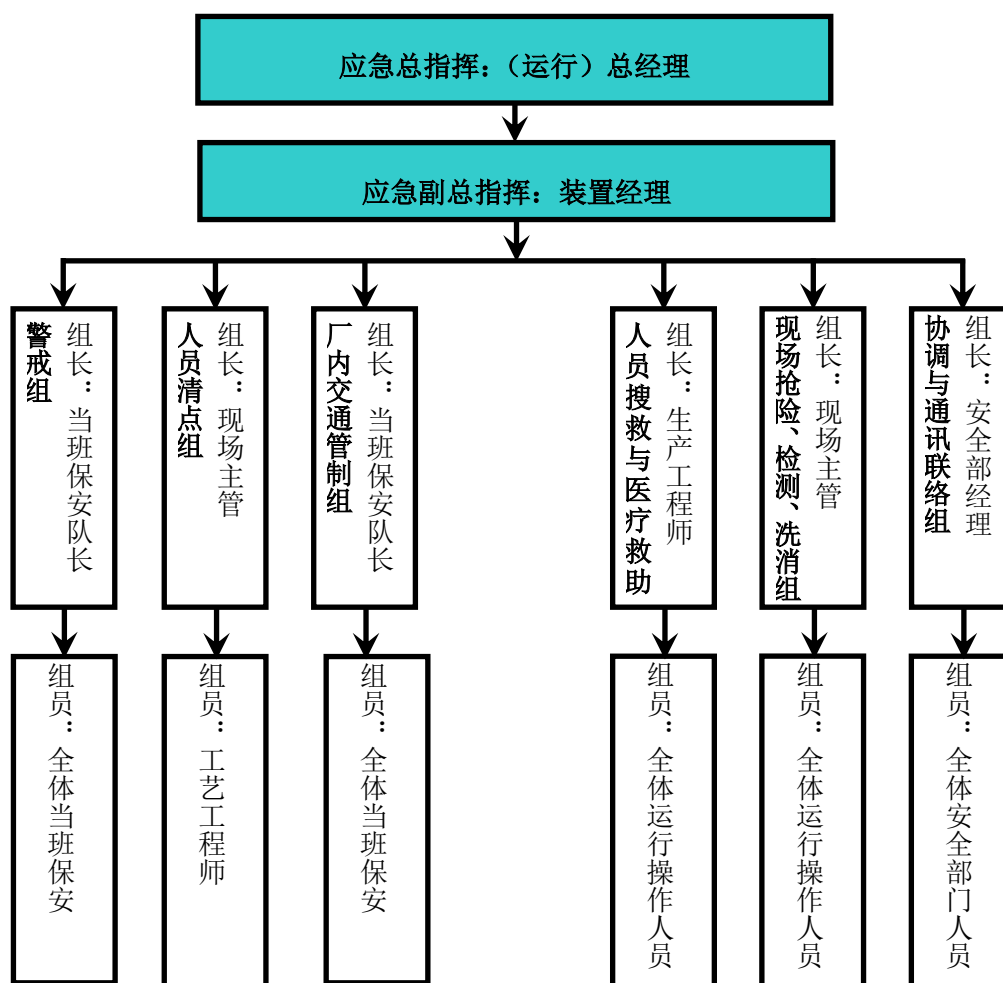 应急总指挥：（运行）总经理
应急副总指挥：装置经理
警戒组
组长：当班保安队长
人员清点组
组长：现场主管
厂内交通管制组
组长：当班保安队长
人员搜救与医疗救助
组长：生产工程师
现场抢险、检测、洗消组
组长：现场主管
协调与通讯联络组
组长：安全部经理
组员：全体当班保安
组员：工艺工程师
组员：全体当班保安
组员：全体运行操作人员
组员：全体运行操作人员
组员：全体安全部门人员